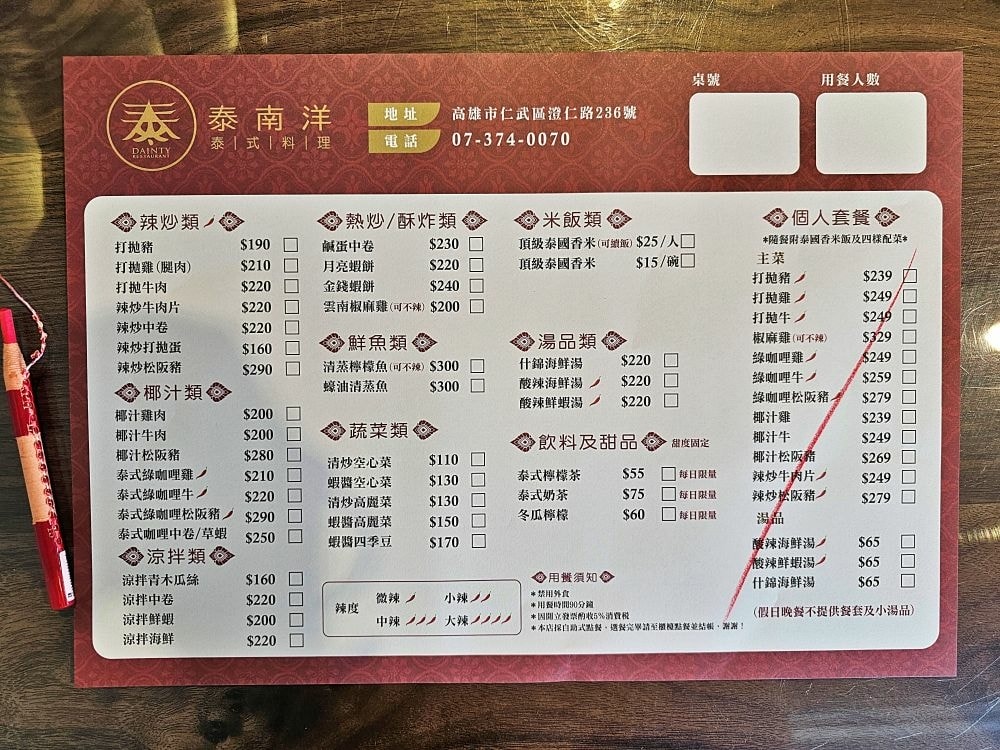 泰南洋
泰|式|料|理
DAINTY
RESTAURANT
地址 高雄市仁武區澄仁路236號
電話 07-374-0070
桌號
用餐人數
辣炒類
打拋豬 $190
打拋雞(腿肉) $210
打拋牛肉 $220
辣炒牛肉片 $220
辣炒中卷 $220
辣炒打拋蛋 $160
辣炒松阪豬 $290
椰汁類
椰汁雞肉 $200
椰汁牛肉 $200
椰汁松阪豬 $280
泰式綠咖哩雞 $210
泰式綠咖哩牛 $220
泰式綠咖哩松阪豬 $290
泰式咖哩中卷/草蝦 $250
涼拌類
涼拌青木瓜絲 $160
涼拌中卷 $220
涼拌鮮蝦 $200
涼拌海鮮 $220
熱炒/酥炸類
鹹蛋中卷 $230
月亮蝦餅 $220
金錢蝦餅 $240
雲南椒麻雞(可不辣) $200
鮮魚類
清蒸檸檬魚(可不辣) $300
蠔油清蒸魚 $300
蔬菜類
清炒空心菜 $110
蝦醬空心菜 $130
清炒高麗菜 $130
蝦醬高麗菜 $150
蝦醬四季豆 $170
辣度
微辣 小辣
中辣 大辣
米飯類
頂級泰國香米(可續飯) $25/人
頂級泰國香米 $15/碗
湯品類
什錦海鮮湯 $220
酸辣海鮮湯 $220
酸辣鮮蝦湯 $220
飲料及甜品 甜度固定
泰式檸檬茶 $55 每日限量
泰式奶茶 $75 每日限量
冬瓜檸檬 $60 每日限量
用餐須知
*禁用外食
*用餐時間90分鐘
*因開立發票酌收5%消費稅
*本店採自助式點餐、選餐完畢請至櫃檯點餐並結帳、謝謝！
個人套餐
*隨餐附泰國香米飯及四樣配菜*
主菜
打拋豬 $239
打拋雞 $249
打拋牛 $249
椒麻雞(可不辣) $329
綠咖哩雞 $249
綠咖哩牛 $259
綠咖哩松阪豬 $279
椰汁雞 $239
椰汁牛 $249
椰汁松阪豬 $269
辣炒牛肉片 $249
辣炒松阪豬 $279
湯品
酸辣海鮮湯 $65
酸辣鮮蝦湯 $65
什錦海鮮湯 $65
(假日晚餐不提供餐套及小湯品)